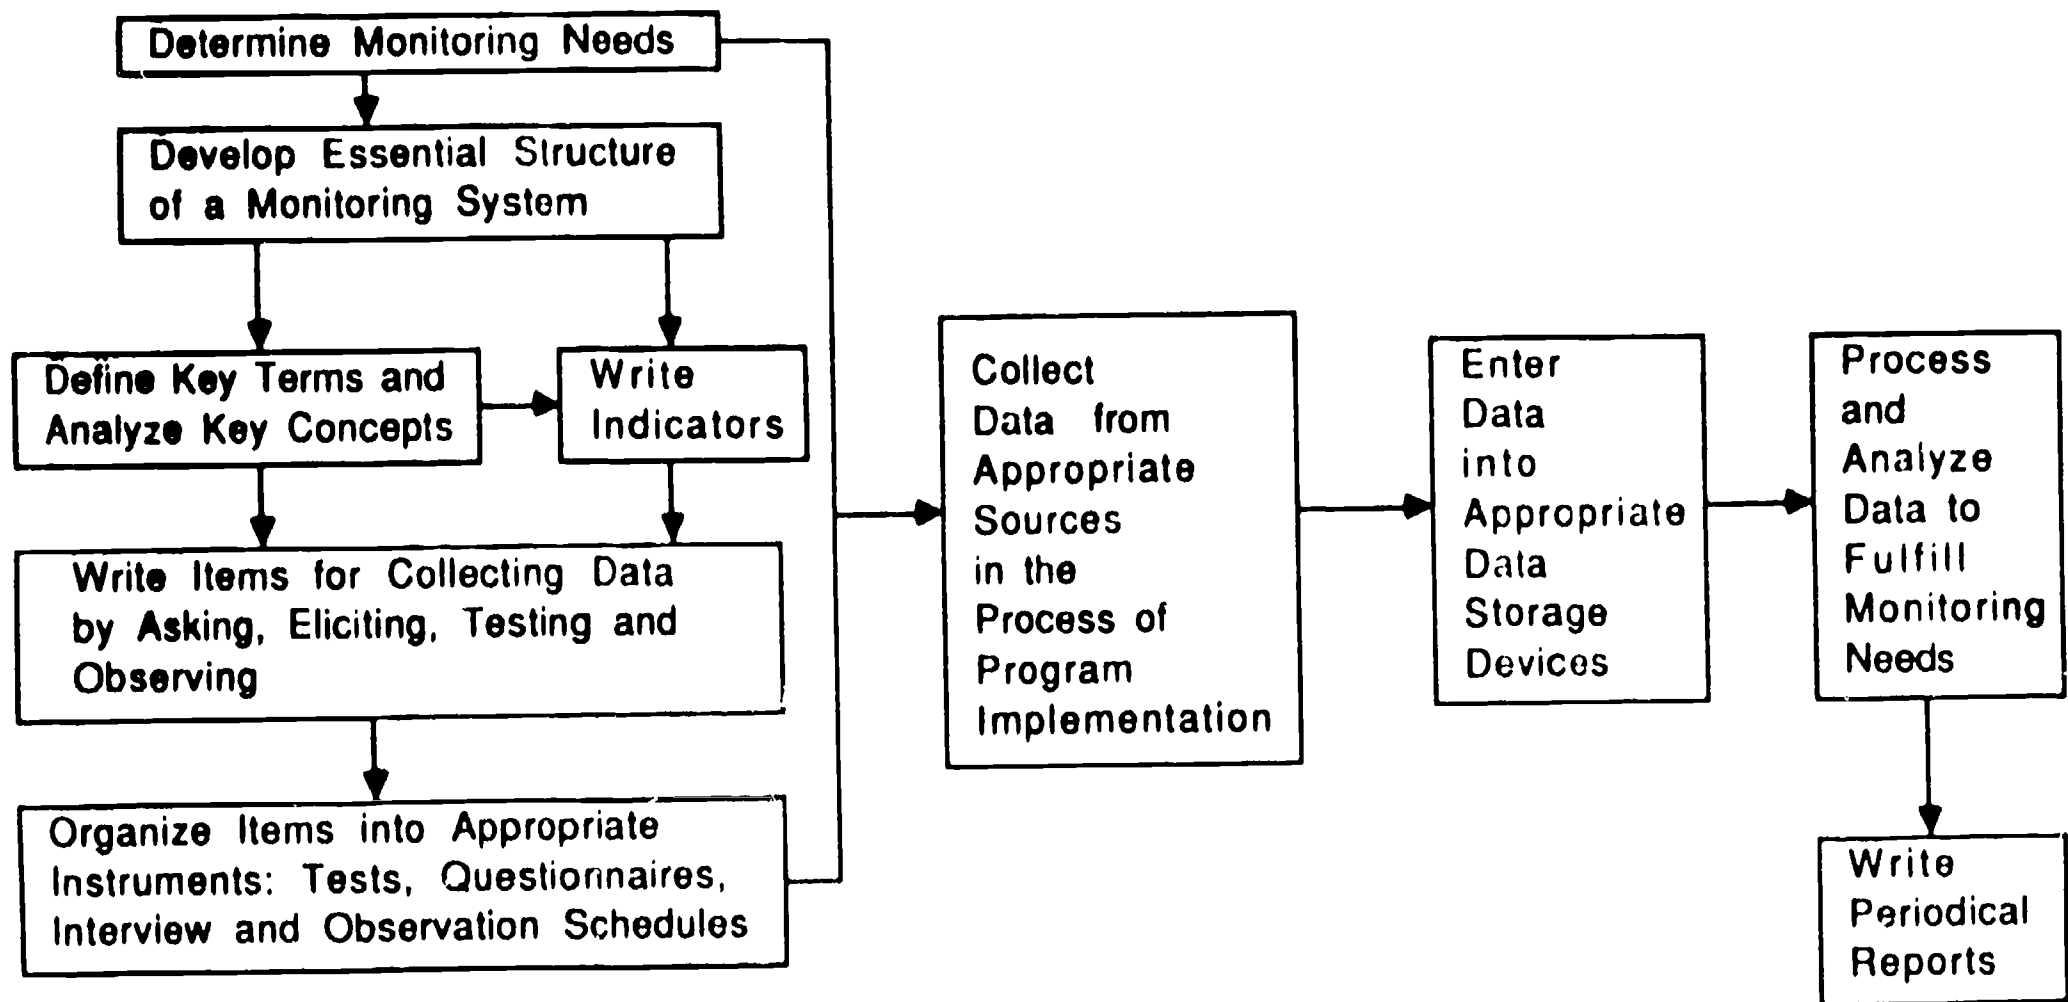 Determine Monitoring Needs
Develop Essential Structure
of a Monitoring System
Define Key Terms and
Analyze Key Concepts
Write
Indicators
Write Items for Collecting Data
by Asking, Eliciting, Testing and
Observing
Organize Items into Appropriate
Instruments: Tests, Questionnaires,
Interview and Observation Schedules
Collect
Data from
Appropriate
Sources
in the
Process of
Program
Implementation
Enter
Data
into
Appropriate
Data
Storage
Devices
Process
and
Analyze
Data to
Fulfill
Monitoring
Needs
Write
Periodical
Reports